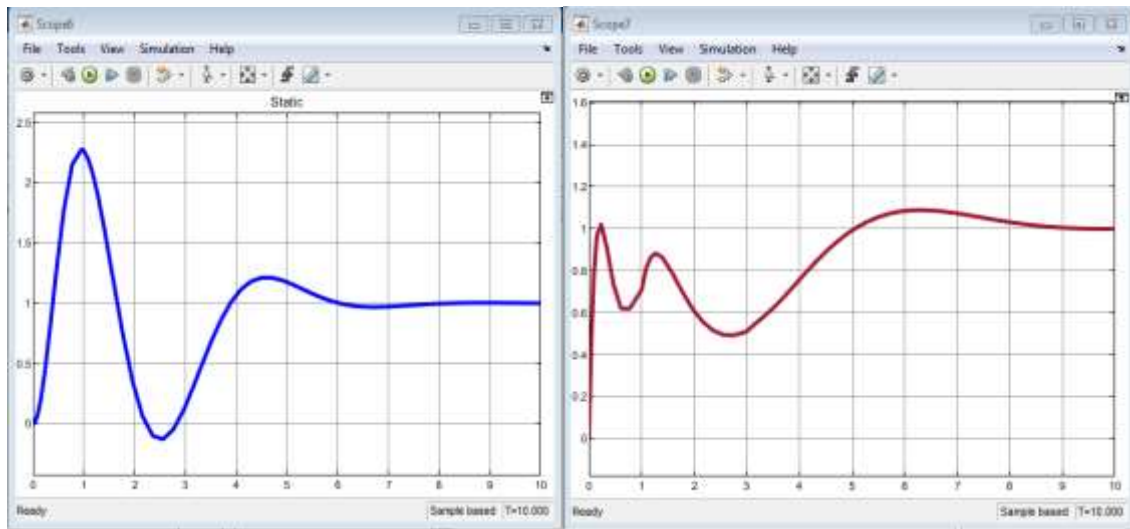 Scope6
File Tools View Simulation Help
Static
2.5
2
1.5
1
0.5
0
0 1 2 3 4 5 6 7 8 9 10
Ready Sample based T=10.000
Scope7
File Tools View Simulation Help
1.6
1.4
1.2
1
0.8
0.6
0.4
0.2
0
0 1 2 3 4 5 6 7 8 9 10
Ready Sample based T=10.000